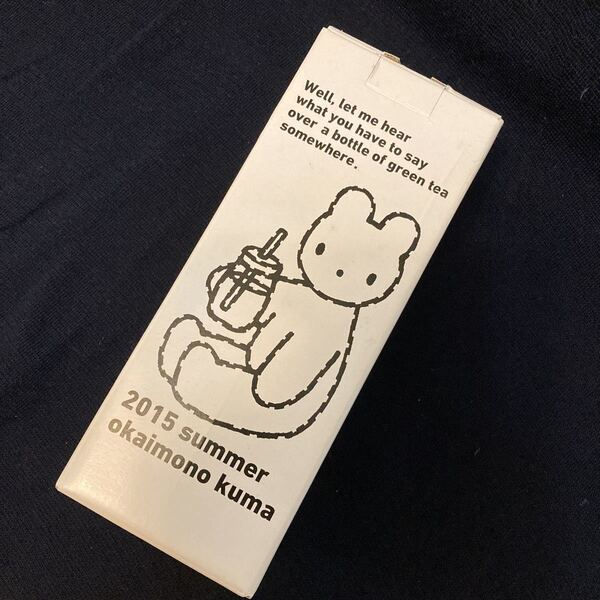 Well, let me hear
what you have to say
over a bottle of green tea
somewhere.
2015 summer
okaimono kuma